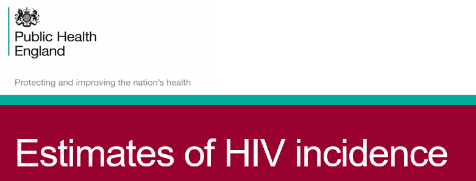 Public Health
England
Protecting and improving the nation's health
Estimates of HIV incidence